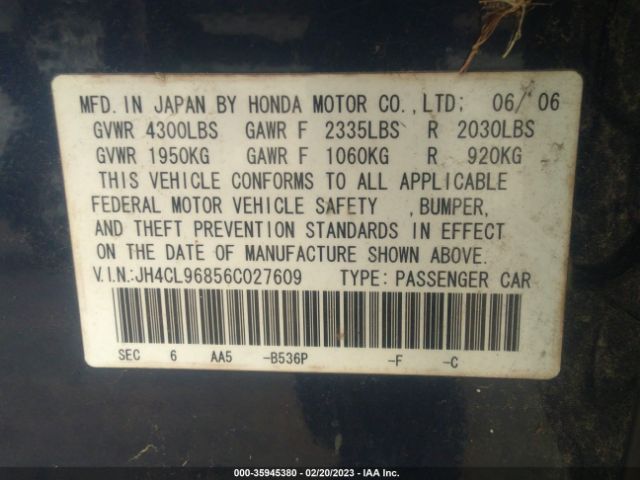 MFD. IN JAPAN BY HONDA MOTOR CO., LTD; 06/ 06
GVWR 4300LBS GAWR F 2335LBS R 2030LBS
GVWR 1950KG GAWR F 1060KG R 920KG
THIS VEHICLE CONFORMS TO ALL APPLICABLE
FEDERAL MOTOR VEHICLE SAFETY , BUMPER,
AND THEFT PREVENTION STANDARDS IN EFFECT
ON THE DATE OF MANUFACTURE SHOWN ABOVE.
V.I.N.:JH4CL96856C027609 TYPE: PASSENGER CAR
SEC 6 AA5 -B536P -F -C
000-35945380 - 02/20/2023 - IAA Inc.